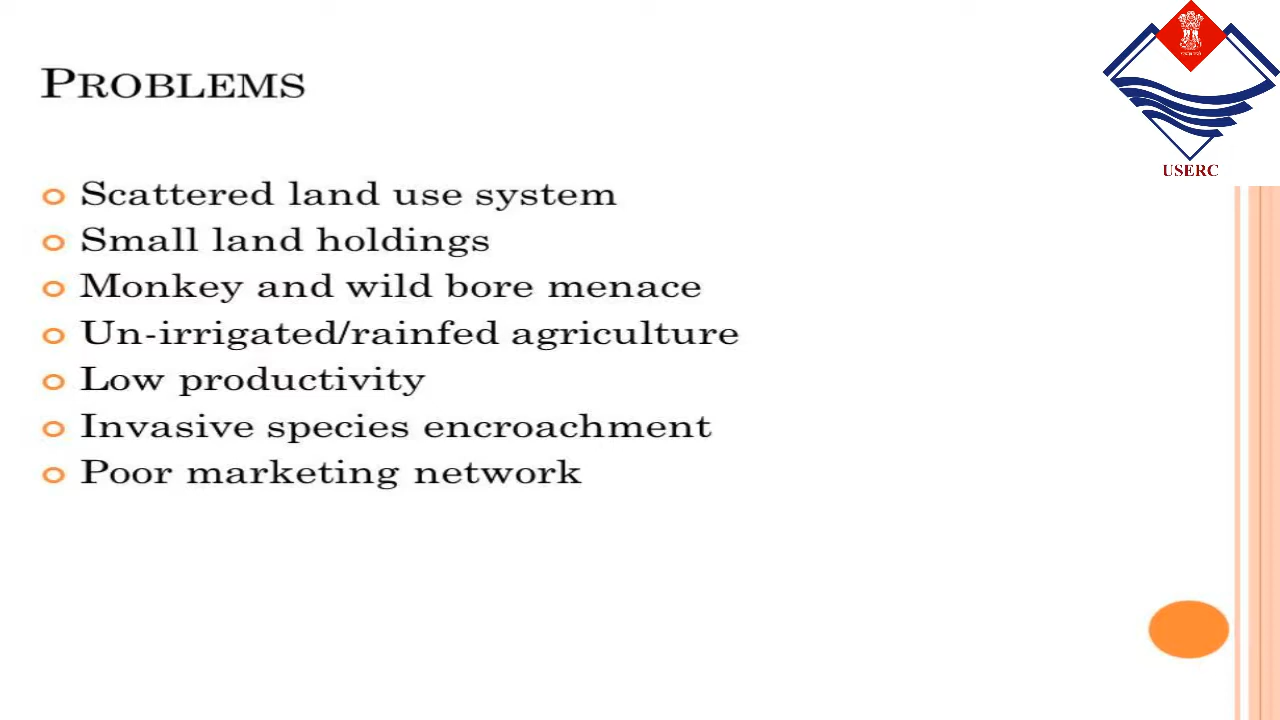 PROBLEMS
Scattered land use system
Small land holdings
Monkey and wild bore menace
Un-irrigated/rainfed agriculture
Low productivity
Invasive species encroachment
Poor marketing network
USERC